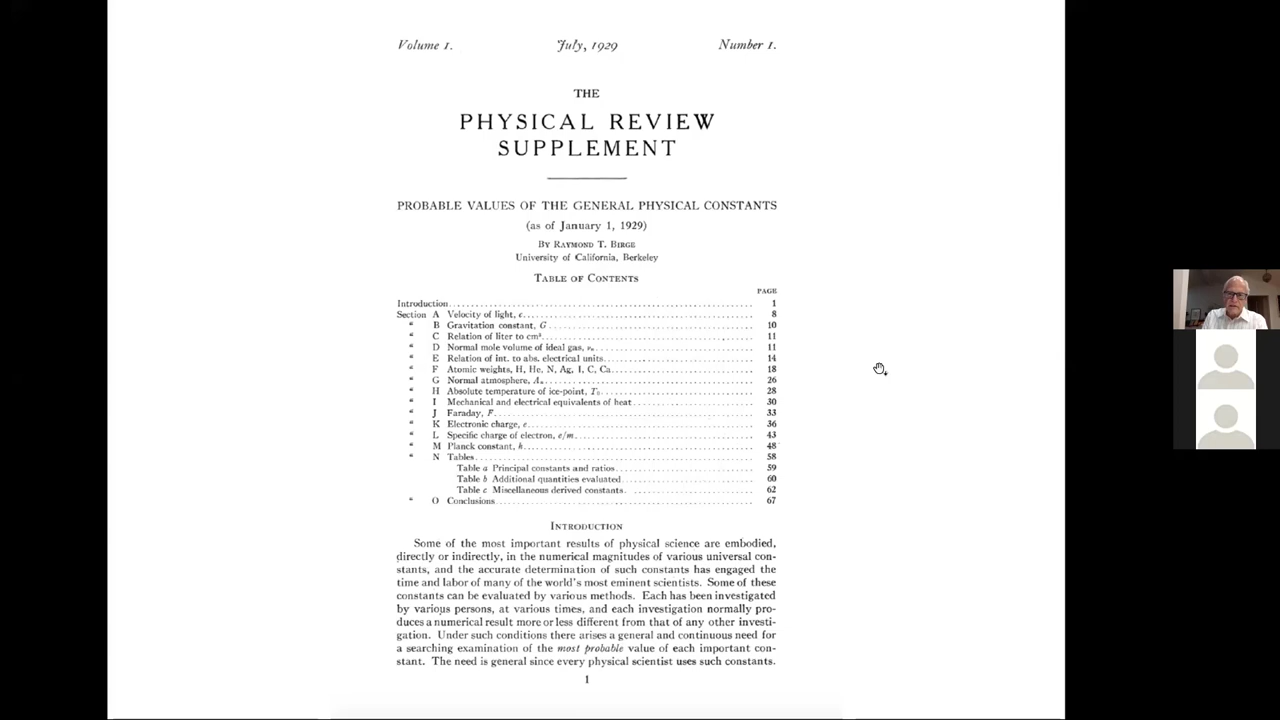 Volume 1. July, 1929 Number 1.
THE
PHYSICAL REVIEW
SUPPLEMENT
PROBABLE VALUES OF THE GENERAL PHYSICAL CONSTANTS
(as of January 1, 1929)
By Raymond T. Birge
University of California, Berkeley
Table of Contents
PAGE
Introduction 1
Section A Velocity of light, c 8
" B Gravitation constant, G 10
" C Relation of liter to cm³ 11
" D Normal mole volume of ideal gas, vₙ 11
" E Relation of int. to abs. electrical units 14
" F Atomic weights, H, He, N, Ag, I, C, Ca 18
" G Normal atmosphere, Aₙ 26
" H Absolute temperature of ice-point, T₀ 28
" I Mechanical and electrical equivalents of heat 30
" J Faraday, F 33
" K Electronic charge, e 36
" L Specific charge of electron, e/m 43
" M Planck constant, h 48
" N Tables 58
Table a Principal constants and ratios 59
Table b Additional quantities evaluated 60
Table c Miscellaneous derived constants. 62
" O Conclusions 67
Introduction
Some of the most important results of physical science are embodied,
directly or indirectly, in the numerical magnitudes of various universal con-
stants, and the accurate determination of such constants has engaged the
time and labor of many of the world's most eminent scientists. Some of these
constants can be evaluated by various methods. Each has been investigated
by various persons, at various times, and each investigation normally pro-
duces a numerical result more or less different from that of any other investi-
gation. Under such conditions there arises a general and continuous need for
a searching examination of the most probable value of each important con-
stant. The need is general since every physical scientist uses such constants.
1